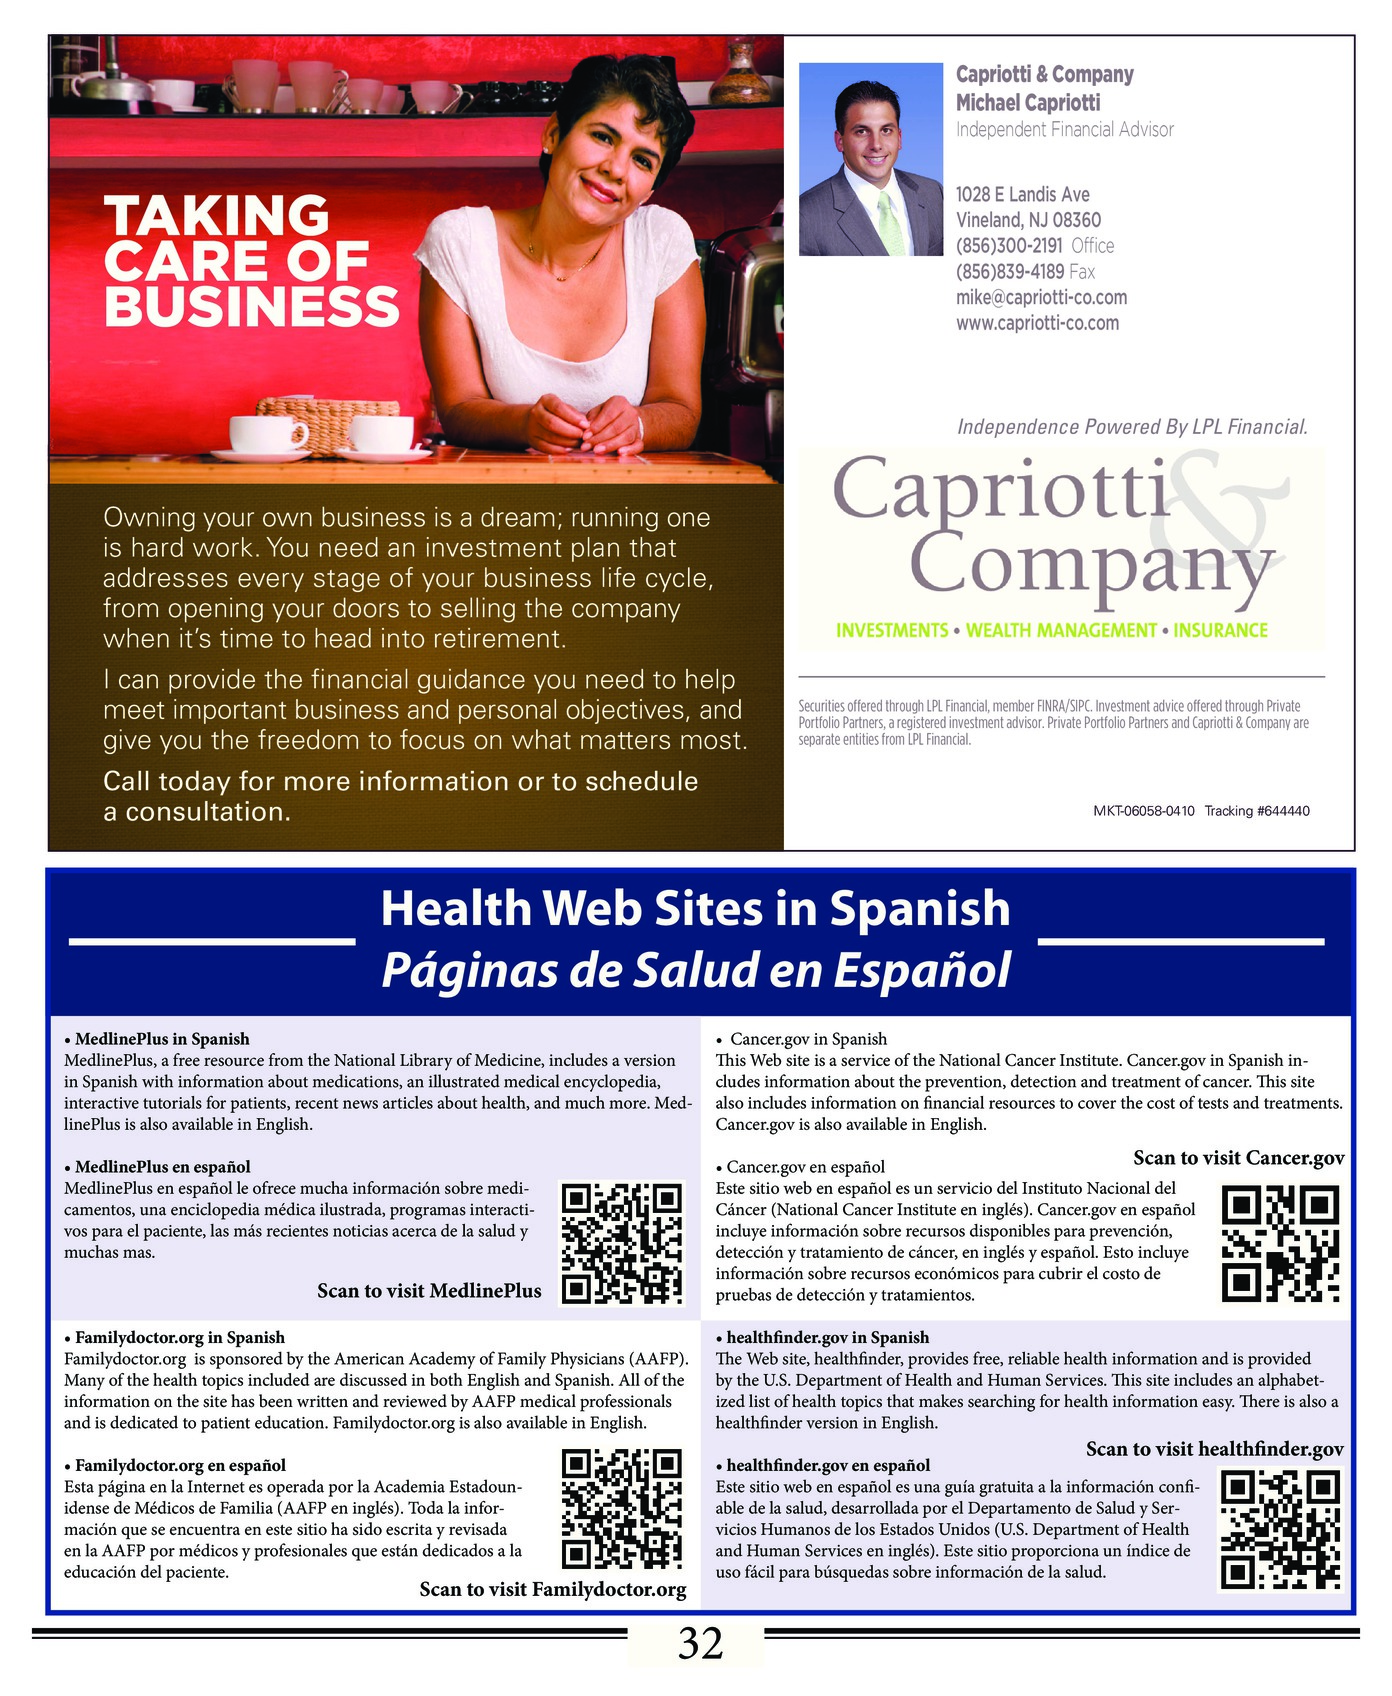 TAKING
CARE OF
BUSINESS
Owning your own business is a dream; running one
is hard work. You need an investment plan that
addresses every stage of your business life cycle,
from opening your doors to selling the company
when it's time to head into retirement.
I can provide the financial guidance you need to help
meet important business and personal objectives, and
give you the freedom to focus on what matters most.
Call today for more information or to schedule
a consultation.
Capriotti & Company
Michael Capriotti
Independent Financial Advisor
1028 E Landis Ave
Vineland, NJ 08360
(856)300-2191 Office
(856)839-4189 Fax
mike@capriotti-co.com
www.capriotti-co.com
Independence Powered By LPL Financial.
Capriotti &
Company
INVESTMENTS • WEALTH MANAGEMENT • INSURANCE
Securities offered through LPL Financial, member FINRA/SIPC. Investment advice offered through Private
Portfolio Partners, a registered investment advisor. Private Portfolio Partners and Capriotti & Company are
separate entities from LPL Financial.
MKT-06058-0410 Tracking #644440
Health Web Sites in Spanish
Páginas de Salud en Español
• MedlinePlus in Spanish
MedlinePlus, a free resource from the National Library of Medicine, includes a version
in Spanish with information about medications, an illustrated medical encyclopedia,
interactive tutorials for patients, recent news articles about health, and much more. Med-
linePlus is also available in English.
• MedlinePlus en español
MedlinePlus en español le ofrece mucha información sobre medi-
camentos, una enciclopedia médica ilustrada, programas interacti-
vos para el paciente, las más recientes noticias acerca de la salud y
muchas mas.
Scan to visit MedlinePlus
• Cancer.gov in Spanish
This Web site is a service of the National Cancer Institute. Cancer.gov in Spanish in-
cludes information about the prevention, detection and treatment of cancer. This site
also includes information on financial resources to cover the cost of tests and treatments.
Cancer.gov is also available in English.
Scan to visit Cancer.gov
• Cancer.gov en español
Este sitio web en español es un servicio del Instituto Nacional del
Cáncer (National Cancer Institute en inglés). Cancer.gov en español
incluye información sobre recursos disponibles para prevención,
detección y tratamiento de cáncer, en inglés y español. Esto incluye
información sobre recursos económicos para cubrir el costo de
pruebas de detección y tratamientos.
• Familydoctor.org in Spanish
Familydoctor.org is sponsored by the American Academy of Family Physicians (AAFP).
Many of the health topics included are discussed in both English and Spanish. All of the
information on the site has been written and reviewed by AAFP medical professionals
and is dedicated to patient education. Familydoctor.org is also available in English.
• Familydoctor.org en español
Esta página en la Internet es operada por la Academia Estadoun-
idense de Médicos de Familia (AAFP en inglés). Toda la infor-
mación que se encuentra en este sitio ha sido escrita y revisada
en la AAFP por médicos y profesionales que están dedicados a la
educación del paciente.
Scan to visit Familydoctor.org
• healthfinder.gov in Spanish
The Web site, healthfinder, provides free, reliable health information and is provided
by the U.S. Department of Health and Human Services. This site includes an alphabet-
ized list of health topics that makes searching for health information easy. There is also a
healthfinder version in English.
Scan to visit healthfinder.gov
• healthfinder.gov en español
Este sitio web en español es una guía gratuita a la información confi-
able de la salud, desarrollada por el Departamento de Salud y Ser-
vicios Humanos de los Estados Unidos (U.S. Department of Health
and Human Services en inglés). Este sitio proporciona un índice de
uso fácil para búsquedas sobre información de la salud.
32